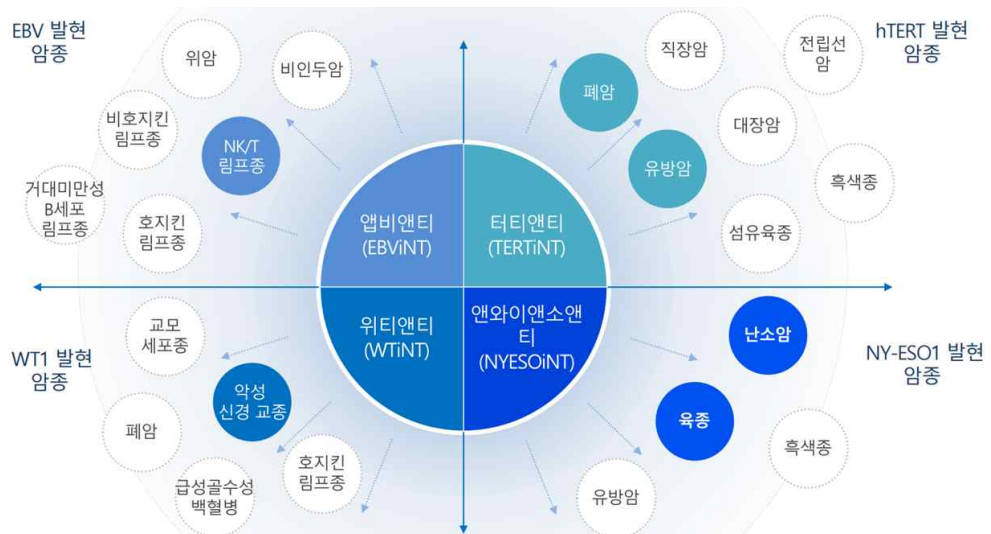 EBV 발현
암종
위암
비인두암
비호지킨
림프종
NK/T
림프종
거대미만성
B세포
림프종
호지킨
림프종
앱비앤티
(EBViNT)
hTERT 발현
암종
직장암
전립선
암
폐암
대장암
유방암
흑색종
섬유육종
터티앤티
(TERTiNT)
WT1 발현
암종
교모
세포종
악성
신경 교종
폐암
급성골수성
백혈병
호지킨
림프종
위티앤티
(WTiNT)
앤와이앤소앤
티
(NYESOiNT)
난소암
NY-ESO1 발현
암종
육종
흑색종
유방암